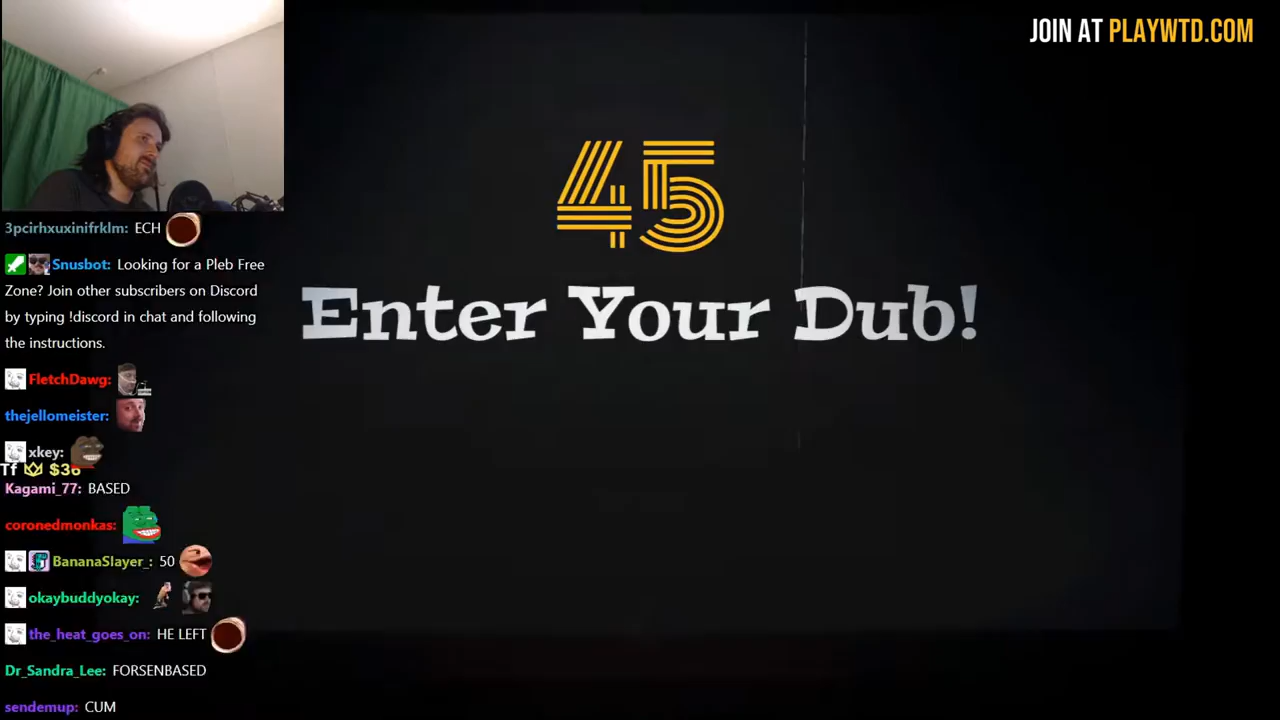 JOIN AT PLAYWTD.COM
45
Enter Your Dub!
3pcirhxuxinifrklm: ECH
Snusbot: Looking for a Pleb Free
Zone? Join other subscribers on Discord
by typing !discord in chat and following
the instructions.
FletchDawg:
thejellomeister:
xkey:
Tf $36
Kagami_77: BASED
coronedmonkas:
BananaSlayer_: 50
okaybuddyokay:
the_heat_goes_on: HE LEFT
Dr_Sandra_Lee: FORSENBASED
sendemup: CUM